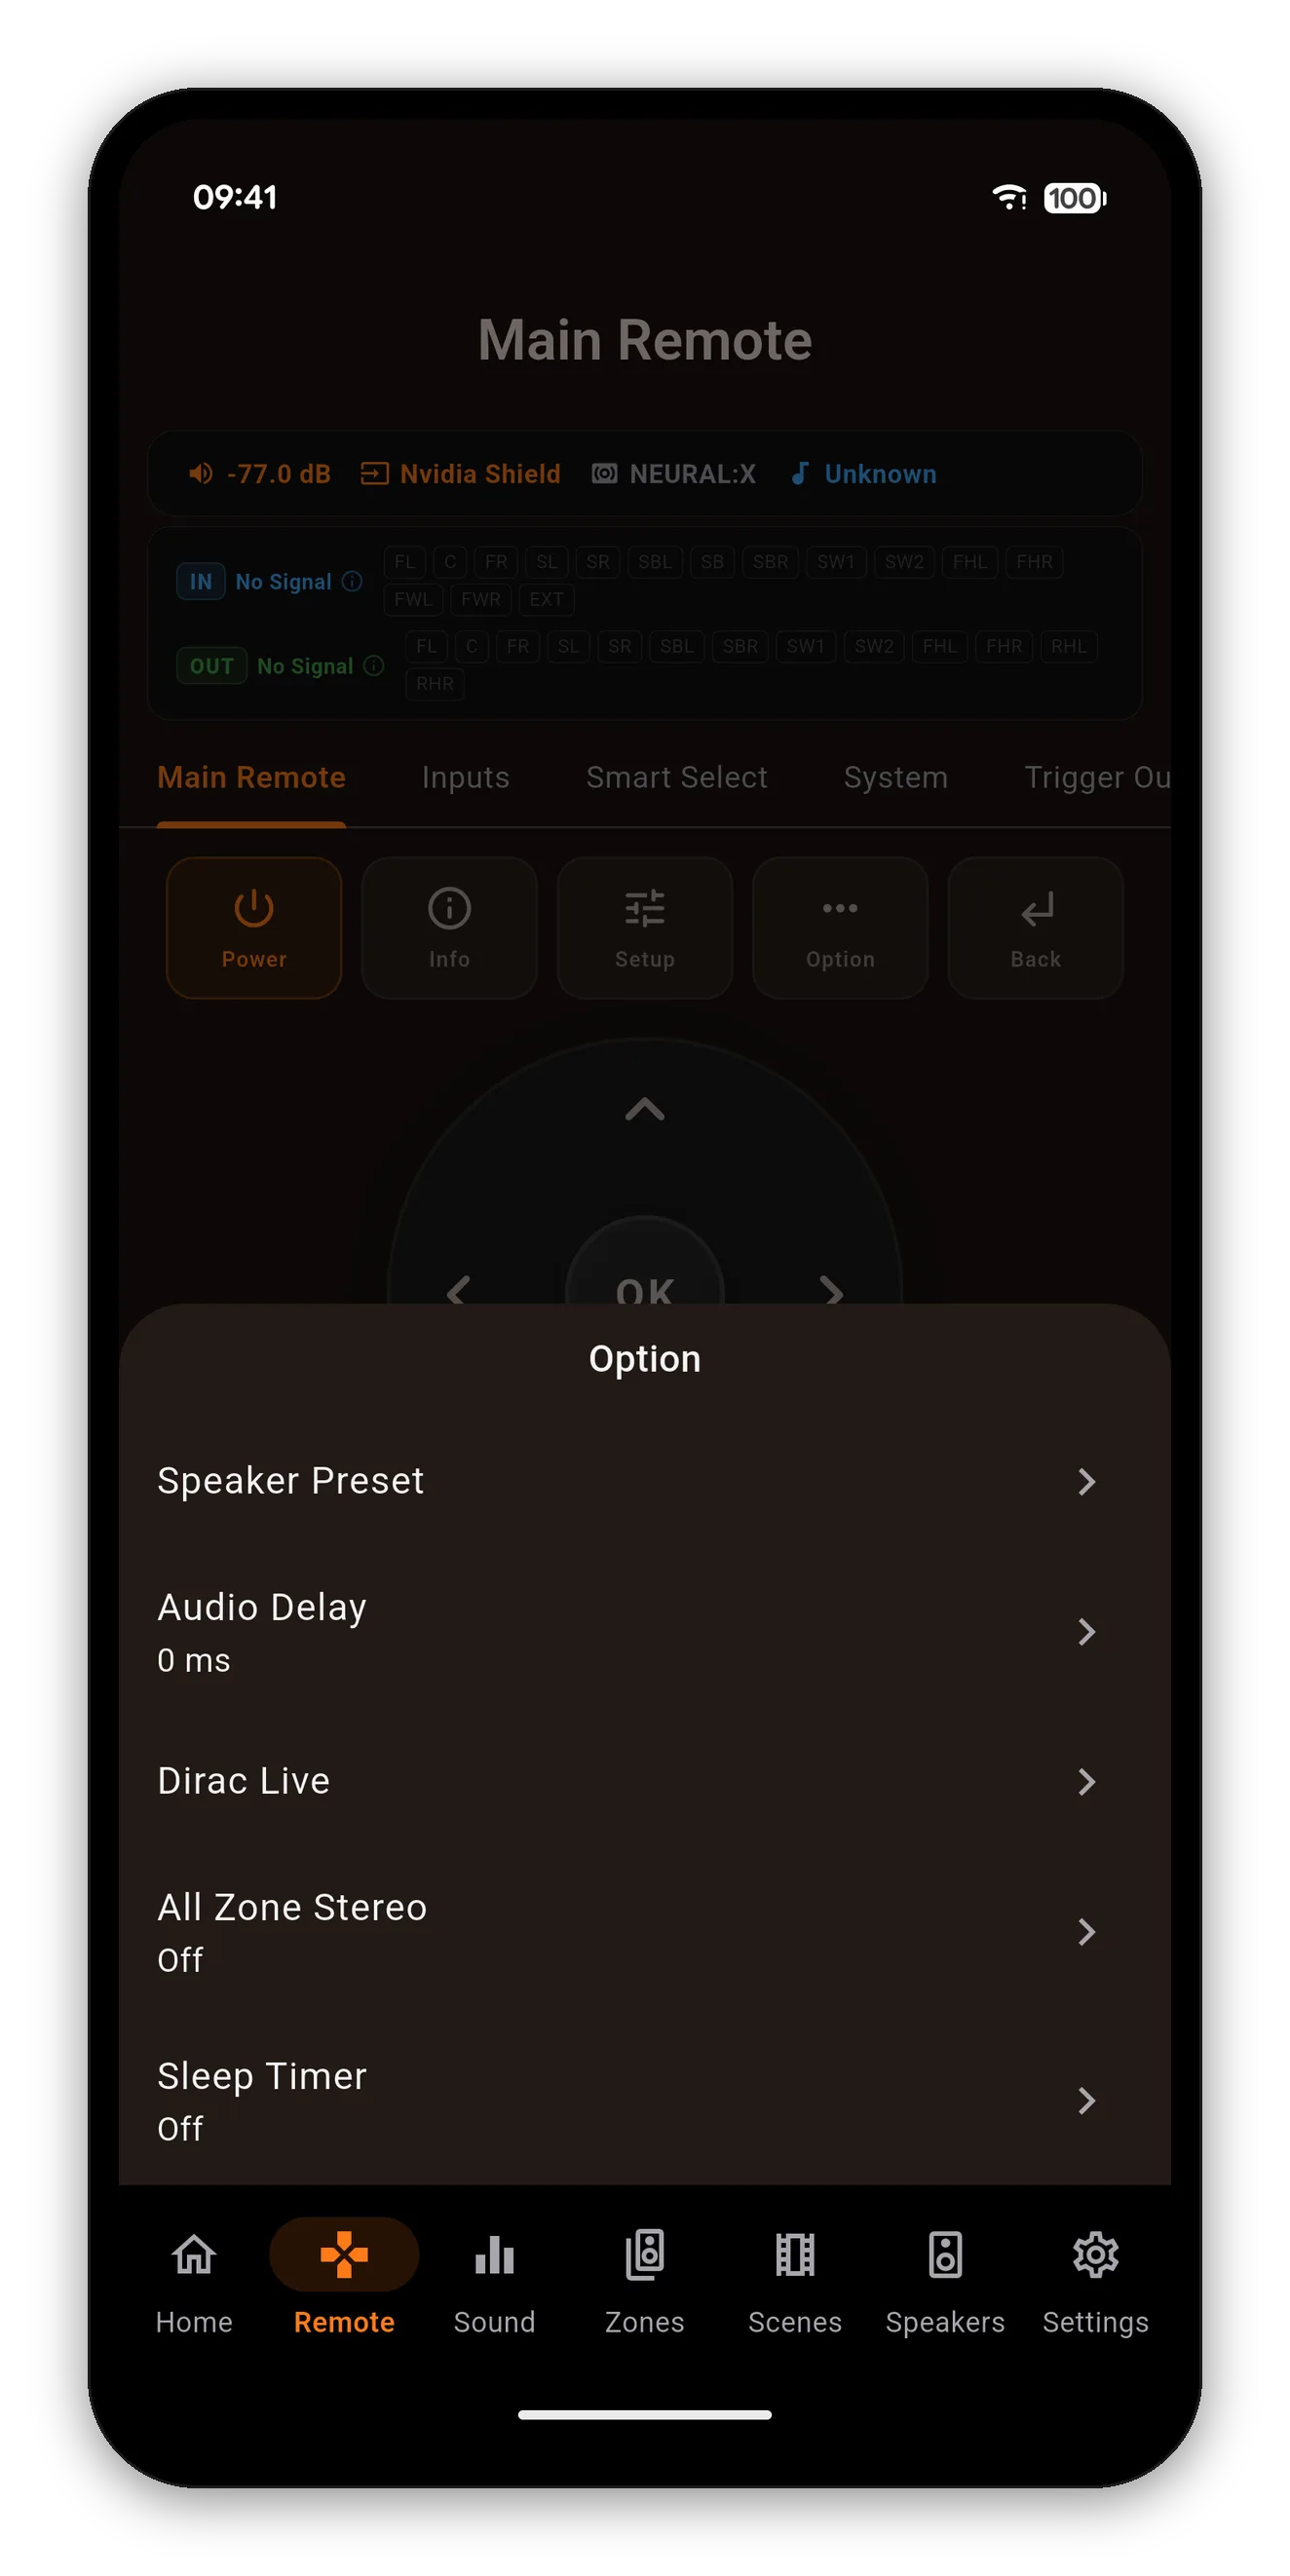 09:41
100
Main Remote
-77.0 dB Nvidia Shield NEURAL:X Unknown
IN No Signal FL C FR SL SR SBL SB SBR SW1 SW2 FHL FHR
FWL FWR EXT
OUT No Signal FL C FR SL SR SBL SBR SW1 SW2 FHL FHR RHL
RHR
Main Remote Inputs Smart Select System Trigger Ou
Power Info Setup Option Back
OK
Option
Speaker Preset
Audio Delay
0 ms
Dirac Live
All Zone Stereo
Off
Sleep Timer
Off
Home Remote Sound Zones Scenes Speakers Settings